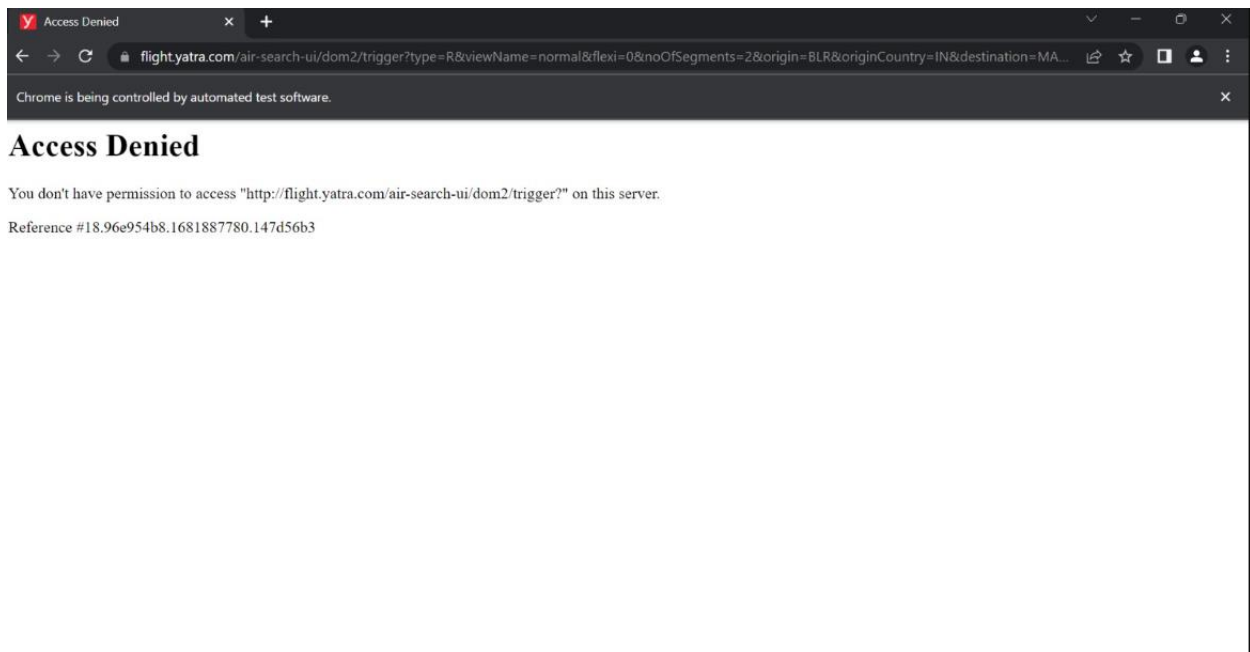 Access Denied
flight.yatra.com/air-search-ui/dom2/trigger?type=R&viewName=normal&flexi=0&noOfSegments=2&origin=BLR&originCountry=IN&destination=MA...
Chrome is being controlled by automated test software.
Access Denied
You don't have permission to access "http://flight.yatra.com/air-search-ui/dom2/trigger?" on this server.
Reference #18.96e954b8.1681887780.147d56b3